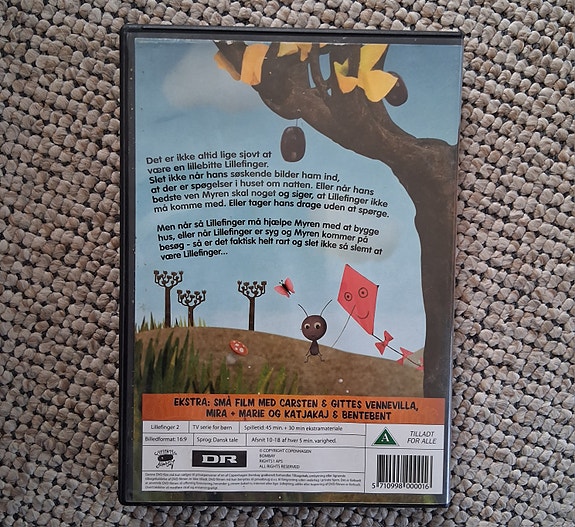 Det er ikke altid lige sjovt at
være en lillebitte Lillefinger.
Slet ikke når hans søskende bilder ham ind,
at der er spøgelser i huset om natten. Eller når hans
bedste ven Myren skal noget og siger, at Lillefinger ikke
må komme med. Eller tager hans drage uden at spørge.
Men når så Lillefinger må hjælpe Myren med at bygge
hus, eller når Lillefinger er syg og Myren kommer på
besøg - så er det faktisk helt rart og slet ikke så slemt at
være Lillefinger...
EKSTRA: SMÅ FILM MED CARSTEN & GITTES VENNEVILLA,
MIRA + MARIE OG KATJAKAJ & BENTEBENT
Lillefinger 2 TV serie for børn Spilletid: 45 min. + 30 min ekstramateriale
Billedformat: 16:9 Sprog: Dansk tale Afsnit 10-18 af hver 5 min. varighed.
A TILLADT
FOR ALLE
DR
© COPYRIGHT COPENHAGEN
BOMBAY
RIGHTS1 APS
ALL RIGHTS RESERVED
5 710998 000016